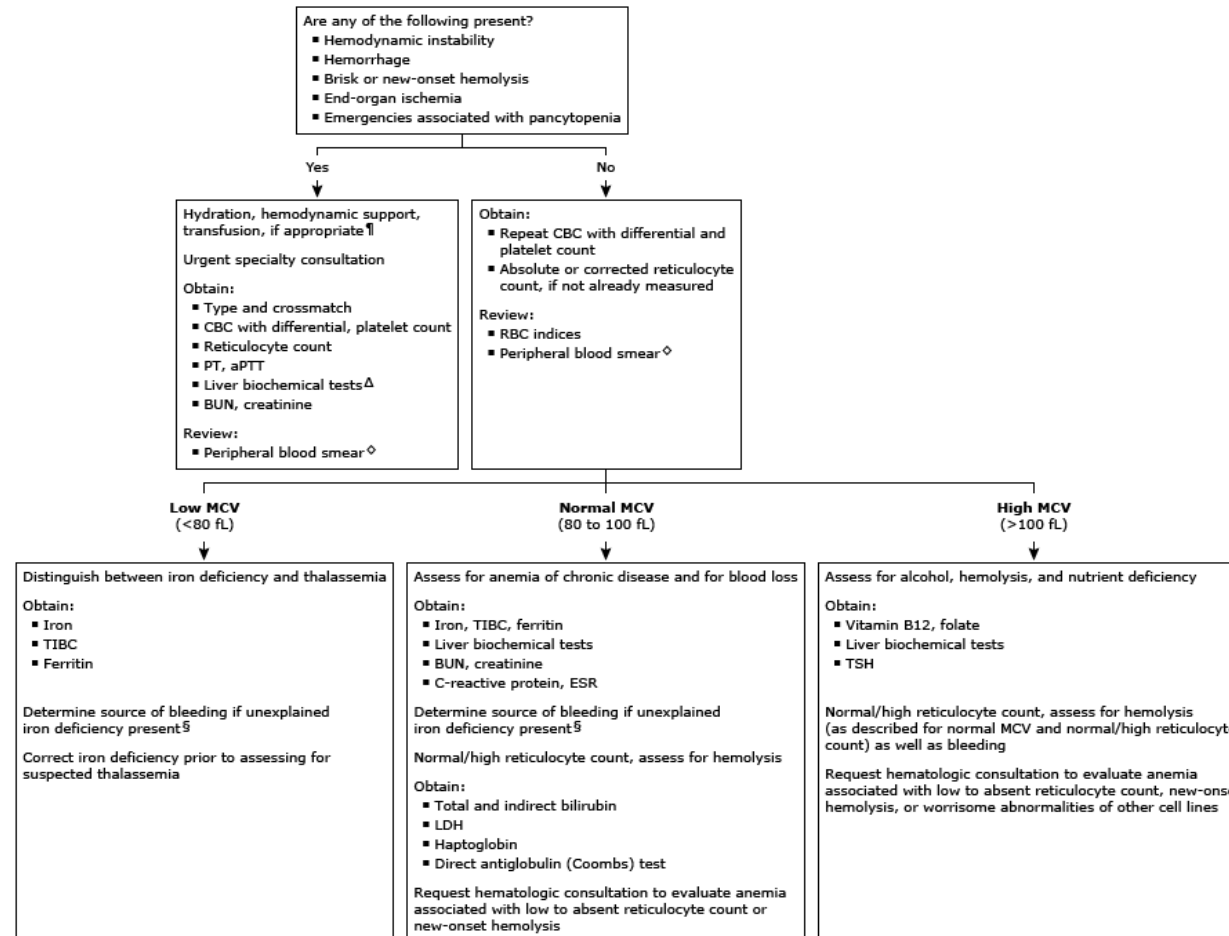 Are any of the following present?
▪ Hemodynamic instability
▪ Hemorrhage
▪ Brisk or new-onset hemolysis
▪ End-organ ischemia
▪ Emergencies associated with pancytopenia
Yes
No
Hydration, hemodynamic support,
transfusion, if appropriate¶
Urgent specialty consultation
Obtain:
▪ Type and crossmatch
▪ CBC with differential, platelet count
▪ Reticulocyte count
▪ PT, aPTT
▪ Liver biochemical testsΔ
▪ BUN, creatinine
Review:
▪ Peripheral blood smear◇
Obtain:
▪ Repeat CBC with differential and
platelet count
▪ Absolute or corrected reticulocyte
count, if not already measured
Review:
▪ RBC indices
▪ Peripheral blood smear◇
Low MCV
(<80 fL)
Normal MCV
(80 to 100 fL)
High MCV
(>100 fL)
Distinguish between iron deficiency and thalassemia
Obtain:
▪ Iron
▪ TIBC
▪ Ferritin
Determine source of bleeding if unexplained
iron deficiency present§
Correct iron deficiency prior to assessing for
suspected thalassemia
Assess for anemia of chronic disease and for blood loss
Obtain:
▪ Iron, TIBC, ferritin
▪ Liver biochemical tests
▪ BUN, creatinine
▪ C-reactive protein, ESR
Determine source of bleeding if unexplained
iron deficiency present§
Normal/high reticulocyte count, assess for hemolysis
Obtain:
▪ Total and indirect bilirubin
▪ LDH
▪ Haptoglobin
▪ Direct antiglobulin (Coombs) test
Request hematologic consultation to evaluate anemia
associated with low to absent reticulocyte count or
new-onset hemolysis
Assess for alcohol, hemolysis, and nutrient deficiency
Obtain:
▪ Vitamin B12, folate
▪ Liver biochemical tests
▪ TSH
Normal/high reticulocyte count, assess for hemolysis
(as described for normal MCV and normal/high reticulocyt
count) as well as bleeding
Request hematologic consultation to evaluate anemia
associated with low to absent reticulocyte count, new-ons
hemolysis, or worrisome abnormalities of other cell lines